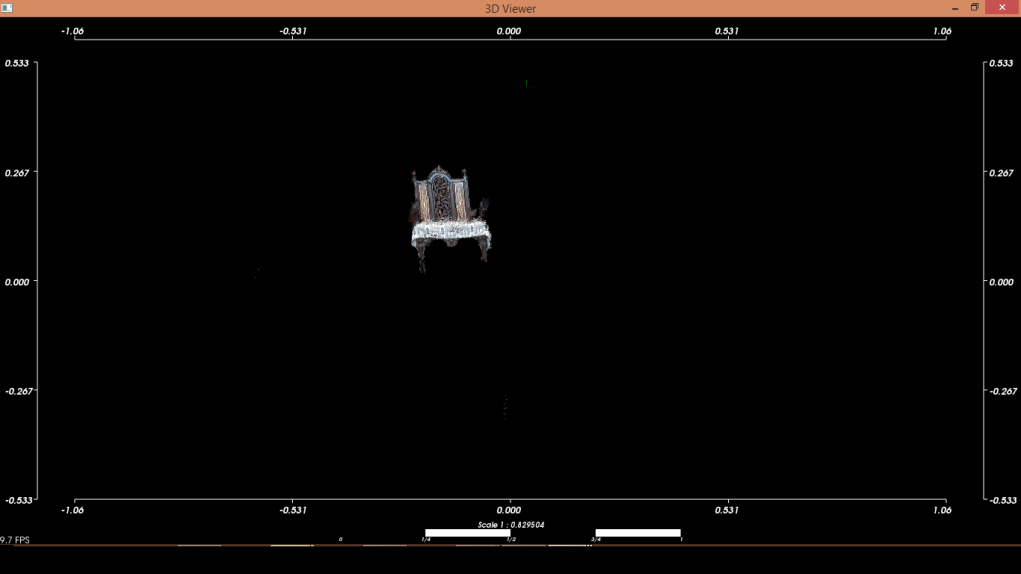 3D Viewer
-1.06 -0.531 0.000 0.531 1.06
0.533 0.533
0.267 0.267
0.000 0.000
-0.267 -0.267
-0.533 -0.533
-1.06 -0.531 0.000 0.531 1.06
Scale 1 : 0.829504
0 1/4 1/2 3/4 1
9.7 FPS